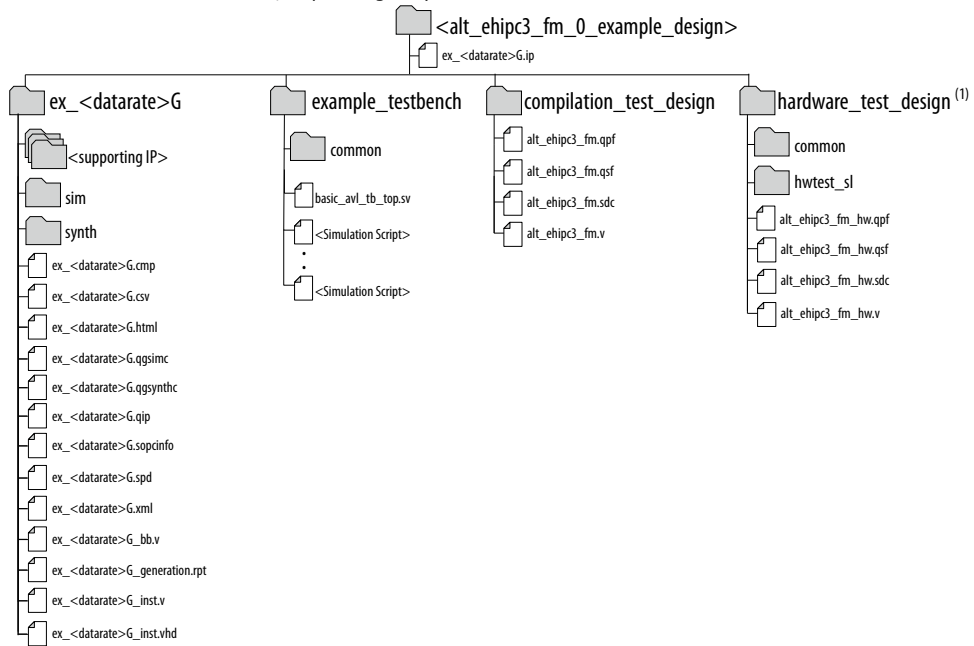 <alt_ehipc3_fm_0_example_design>
ex_<datarate>G.ip
ex_<datarate>G
<supporting IP>
sim
synth
ex_<datarate>G.cmp
ex_<datarate>G.csv
ex_<datarate>G.html
ex_<datarate>G.qgsimc
ex_<datarate>G.qgsynthc
ex_<datarate>G.qip
ex_<datarate>G.sopcinfo
ex_<datarate>G.spd
ex_<datarate>G.xml
ex_<datarate>G_bb.v
ex_<datarate>G_generation.rpt
ex_<datarate>G_inst.v
ex_<datarate>G_inst.vhd
example_testbench
common
basic_avl_tb_top.sv
<Simulation Script>
<Simulation Script>
compilation_test_design
alt_ehipc3_fm.qpf
alt_ehipc3_fm.qsf
alt_ehipc3_fm.sdc
alt_ehipc3_fm.v
hardware_test_design (1)
common
hwtest_sl
alt_ehipc3_fm_hw.qpf
alt_ehipc3_fm_hw.qsf
alt_ehipc3_fm_hw.sdc
alt_ehipc3_fm_hw.v